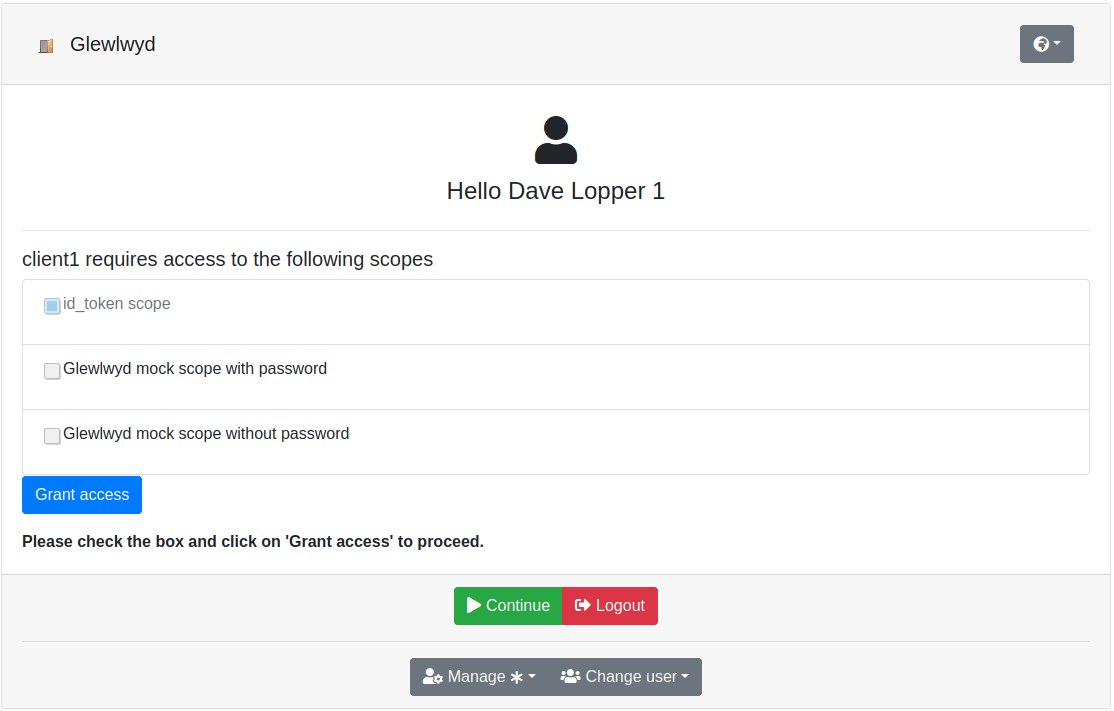 Glewlwyd
Hello Dave Lopper 1
client1 requires access to the following scopes
id_token scope
Glewlwyd mock scope with password
Glewlwyd mock scope without password
Grant access
Please check the box and click on 'Grant access' to proceed.
Continue Logout
Manage Change user